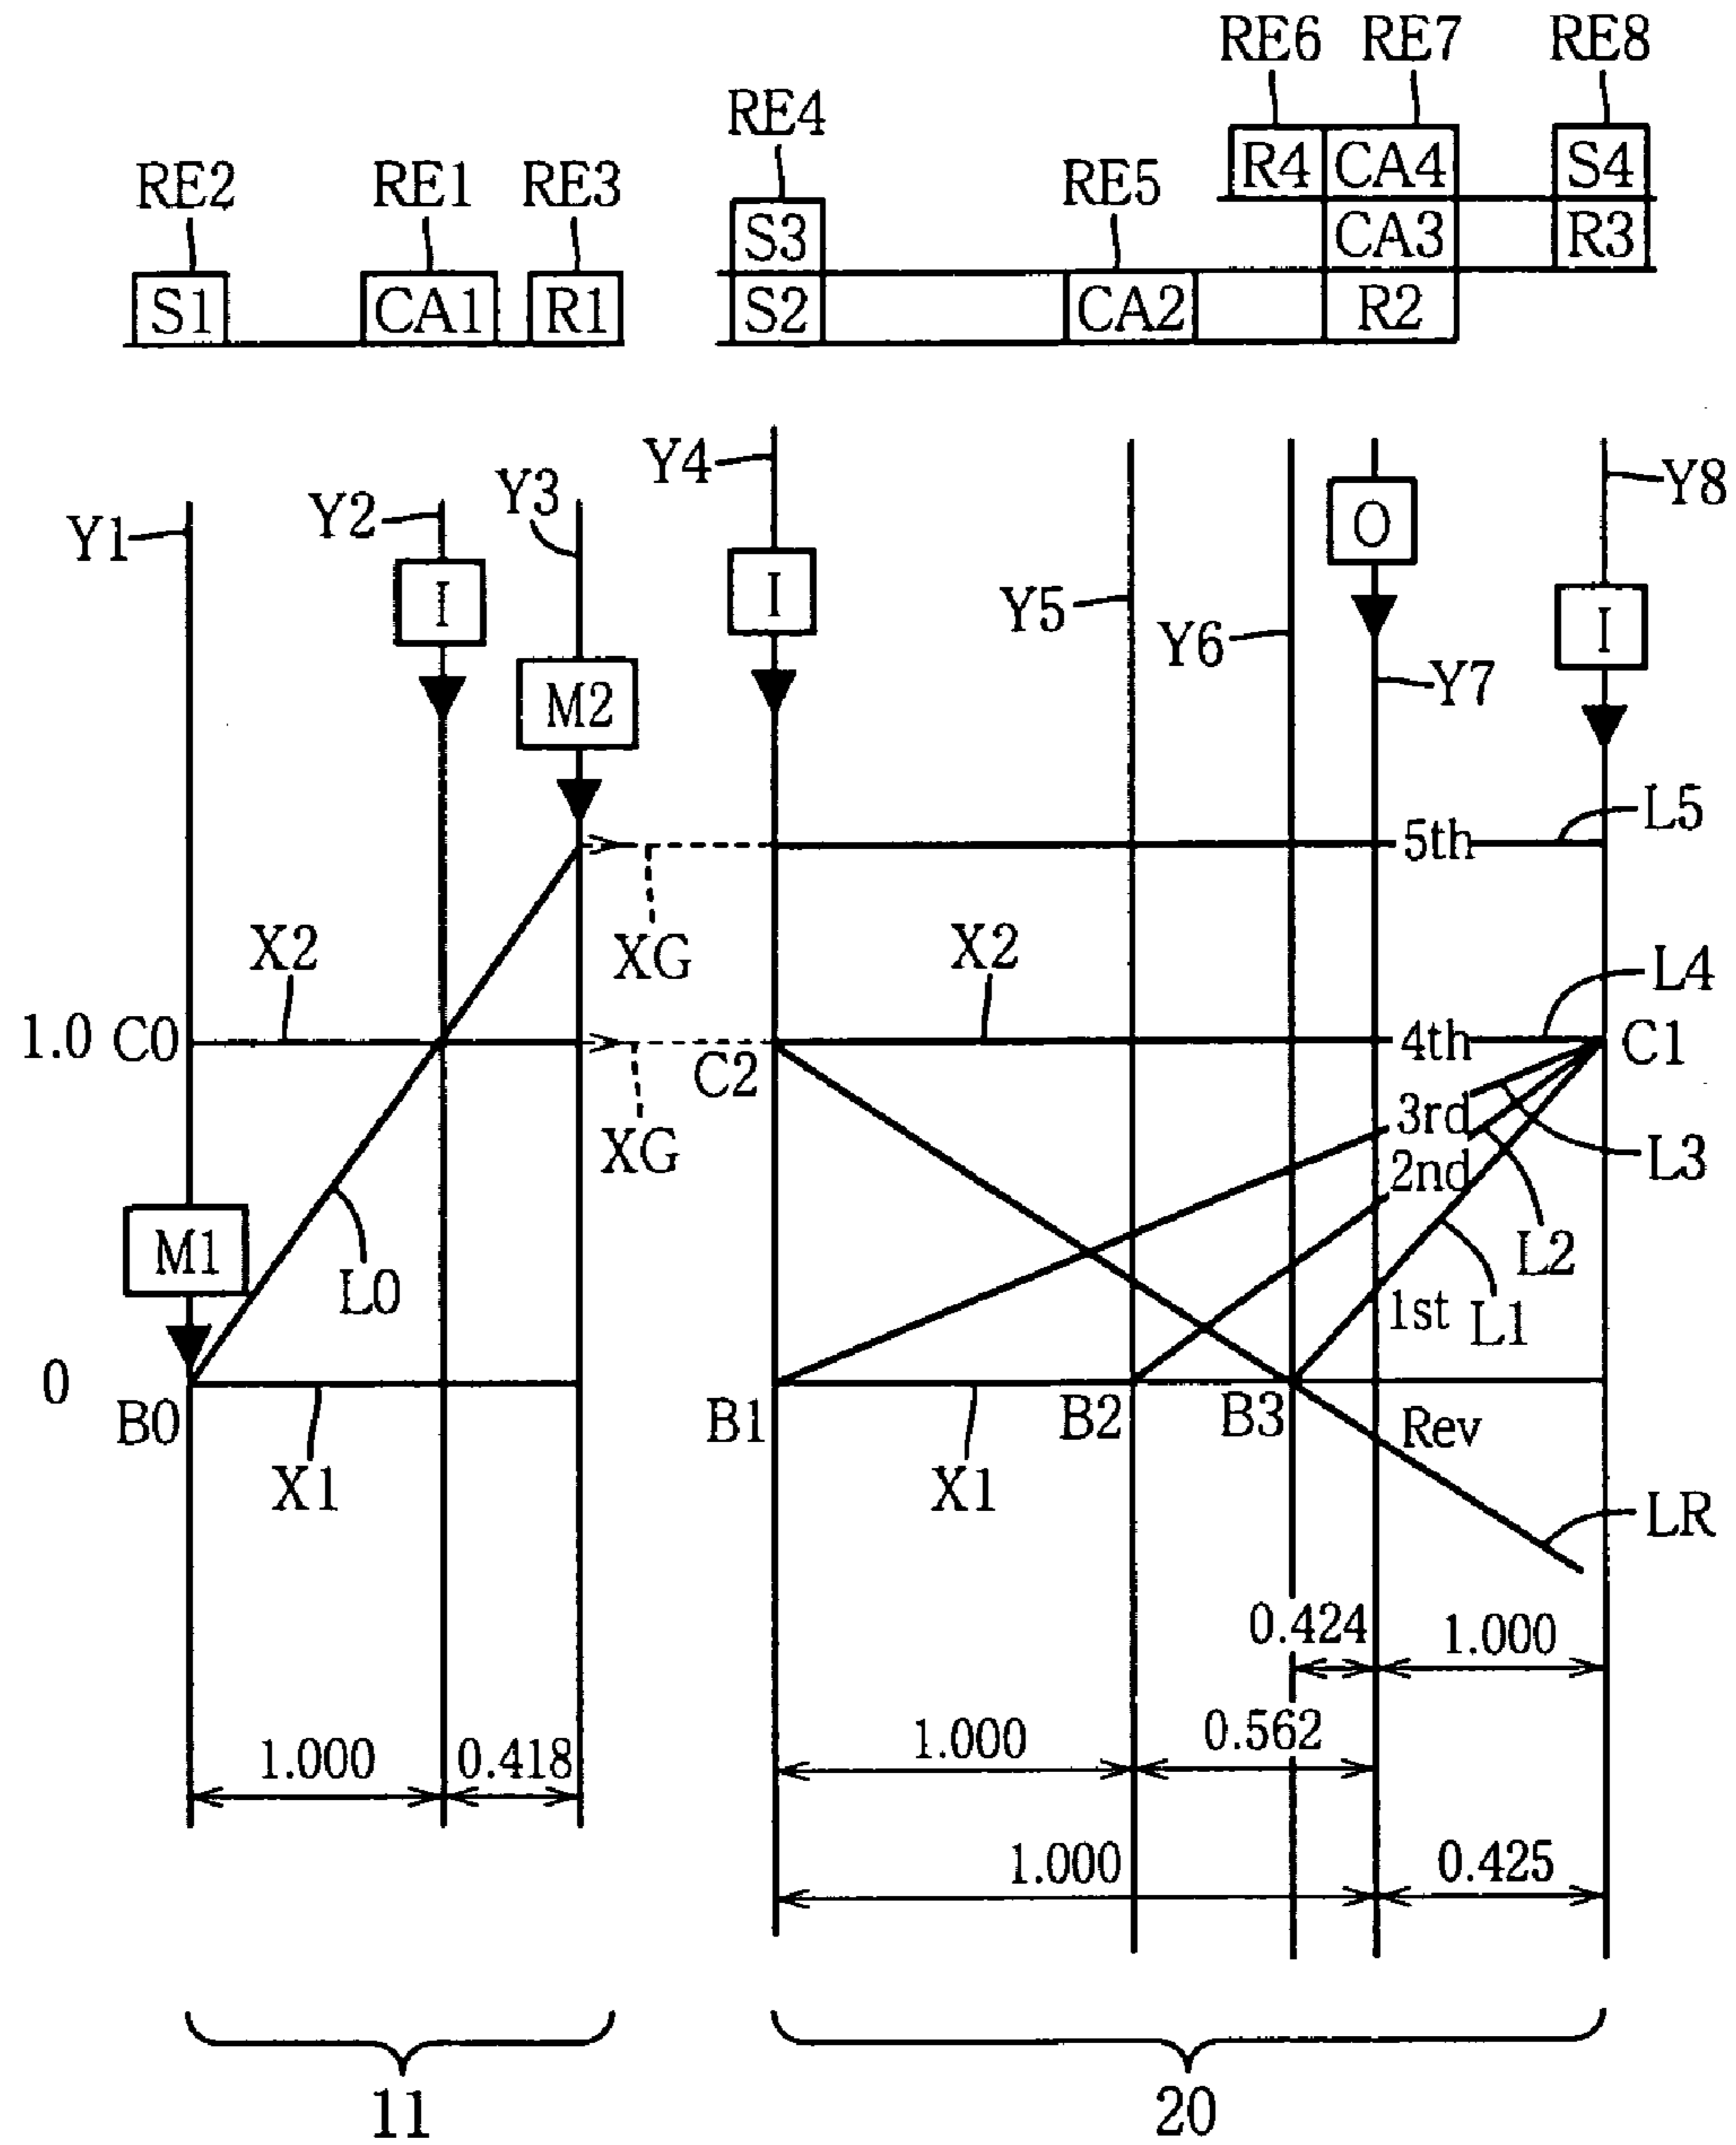 RE6 RE7 RE8
RE4
RE2 RE1 RE3 RE5
R4 CA4 S4
S3 CA3 R3
S1 CA1 R1 S2 CA2 R2
Y1 Y2 Y3 Y4 Y5 Y6 Y7 Y8
O
I I I
M2
5th L5
XG
X2 X2 L4
1.0 C0 C2 4th C1
XG 3rd L3
2nd
M1 L0 L2
1st L1
0
B0 B1 B2 B3 Rev
X1 X1
LR
0.424 1.000
1.000 0.418 1.000 0.562
1.000 0.425
11 20